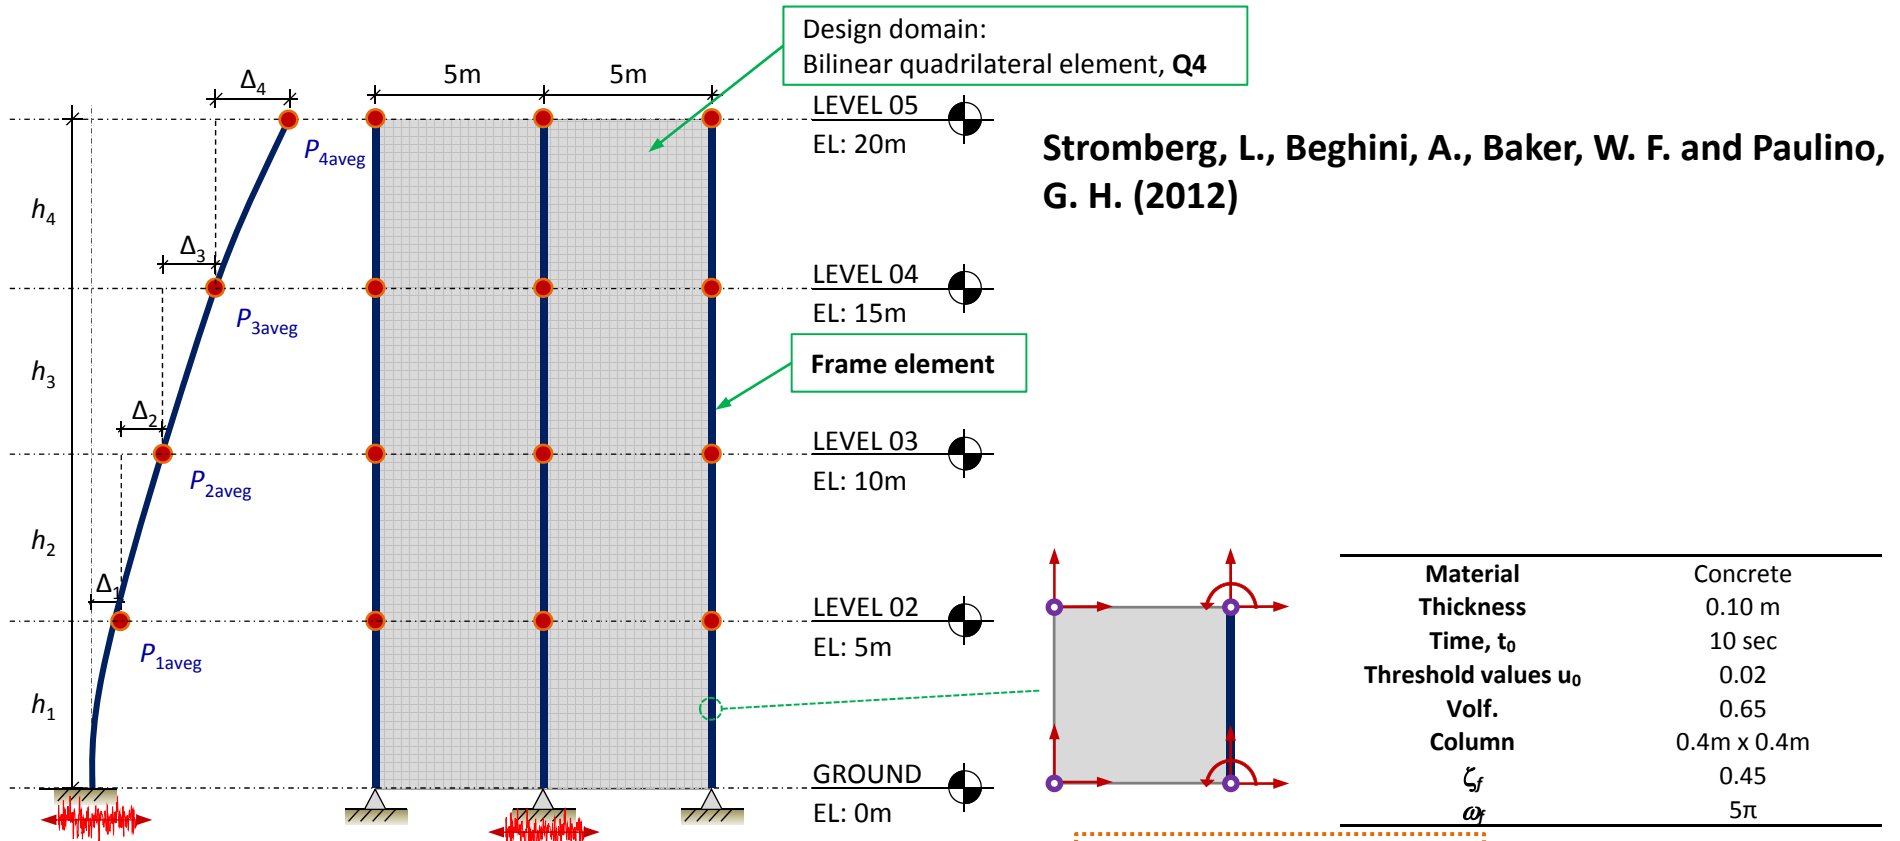 Design domain:
Bilinear quadrilateral element, Q4
5m
5m
Δ4
LEVEL 05
EL: 20m
P4aveg
Stromberg, L., Beghini, A., Baker, W. F. and Paulino,
G. H. (2012)
h4
Δ3
LEVEL 04
EL: 15m
P3aveg
Frame element
h3
Δ2
LEVEL 03
EL: 10m
P2aveg
h2
Δ1
LEVEL 02
EL: 5m
P1aveg
h1
GROUND
EL: 0m
Material Concrete
Thickness 0.10 m
Time, t0 10 sec
Threshold values u0 0.02
Volf. 0.65
Column 0.4m x 0.4m
ζf 0.45
ωf 5π